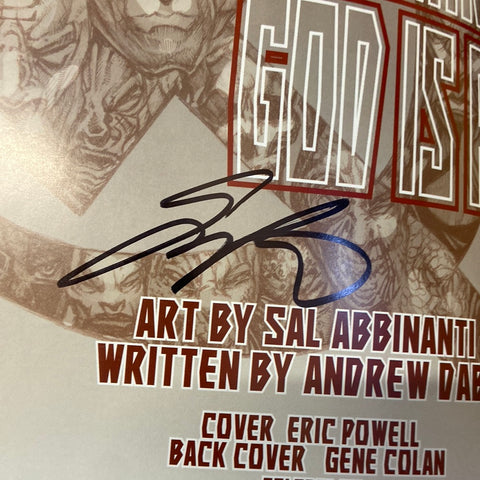 GOD IS
ART BY SAL ABBINANTI
WRITTEN BY ANDREW DAB
COVER ERIC POWELL
BACK COVER GENE COLAN